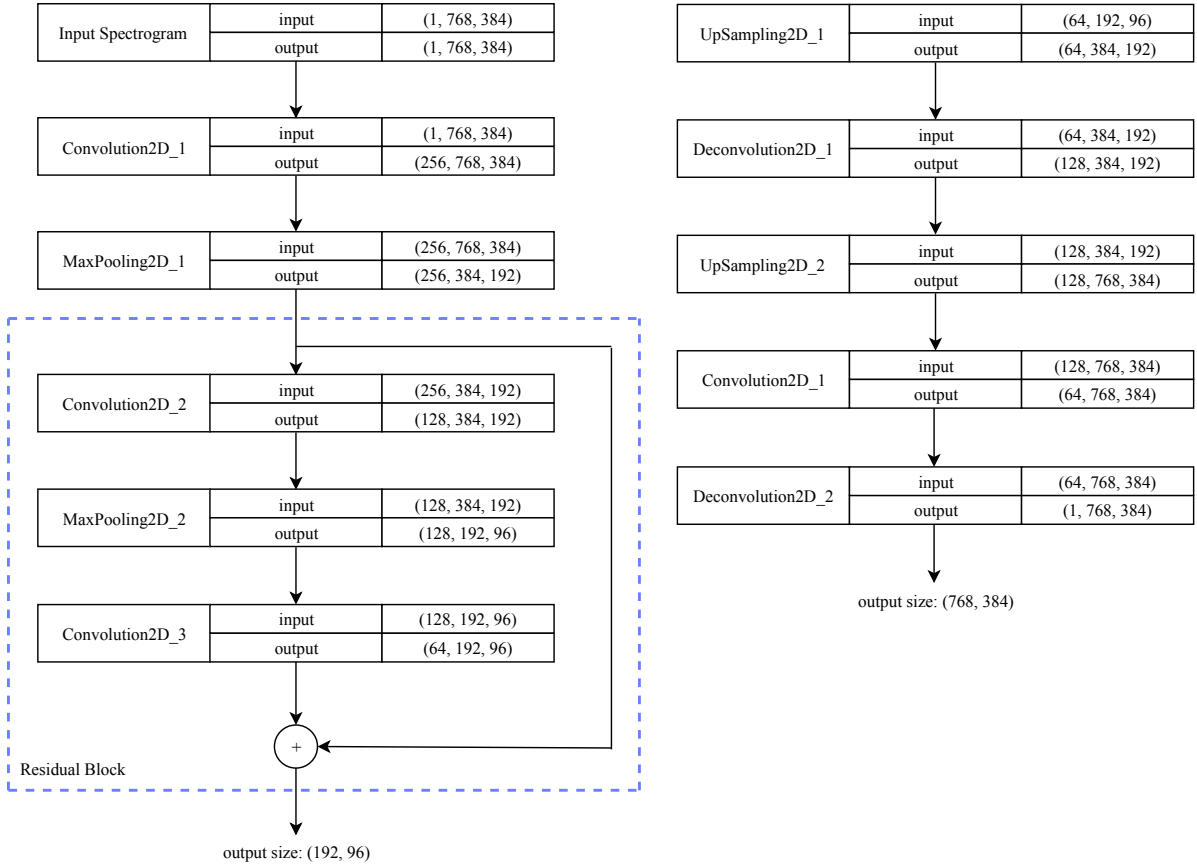 Input Spectrogram
input
(1, 768, 384)
output
(1, 768, 384)
Convolution2D_1
input
(1, 768, 384)
output
(256, 768, 384)
MaxPooling2D_1
input
(256, 768, 384)
output
(256, 384, 192)
Convolution2D_2
input
(256, 384, 192)
output
(128, 384, 192)
MaxPooling2D_2
input
(128, 384, 192)
output
(128, 192, 96)
Convolution2D_3
input
(128, 192, 96)
output
(64, 192, 96)
+
Residual Block
output size: (192, 96)
UpSampling2D_1
input
(64, 192, 96)
output
(64, 384, 192)
Deconvolution2D_1
input
(64, 384, 192)
output
(128, 384, 192)
UpSampling2D_2
input
(128, 384, 192)
output
(128, 768, 384)
Convolution2D_1
input
(128, 768, 384)
output
(64, 768, 384)
Deconvolution2D_2
input
(64, 768, 384)
output
(1, 768, 384)
output size: (768, 384)